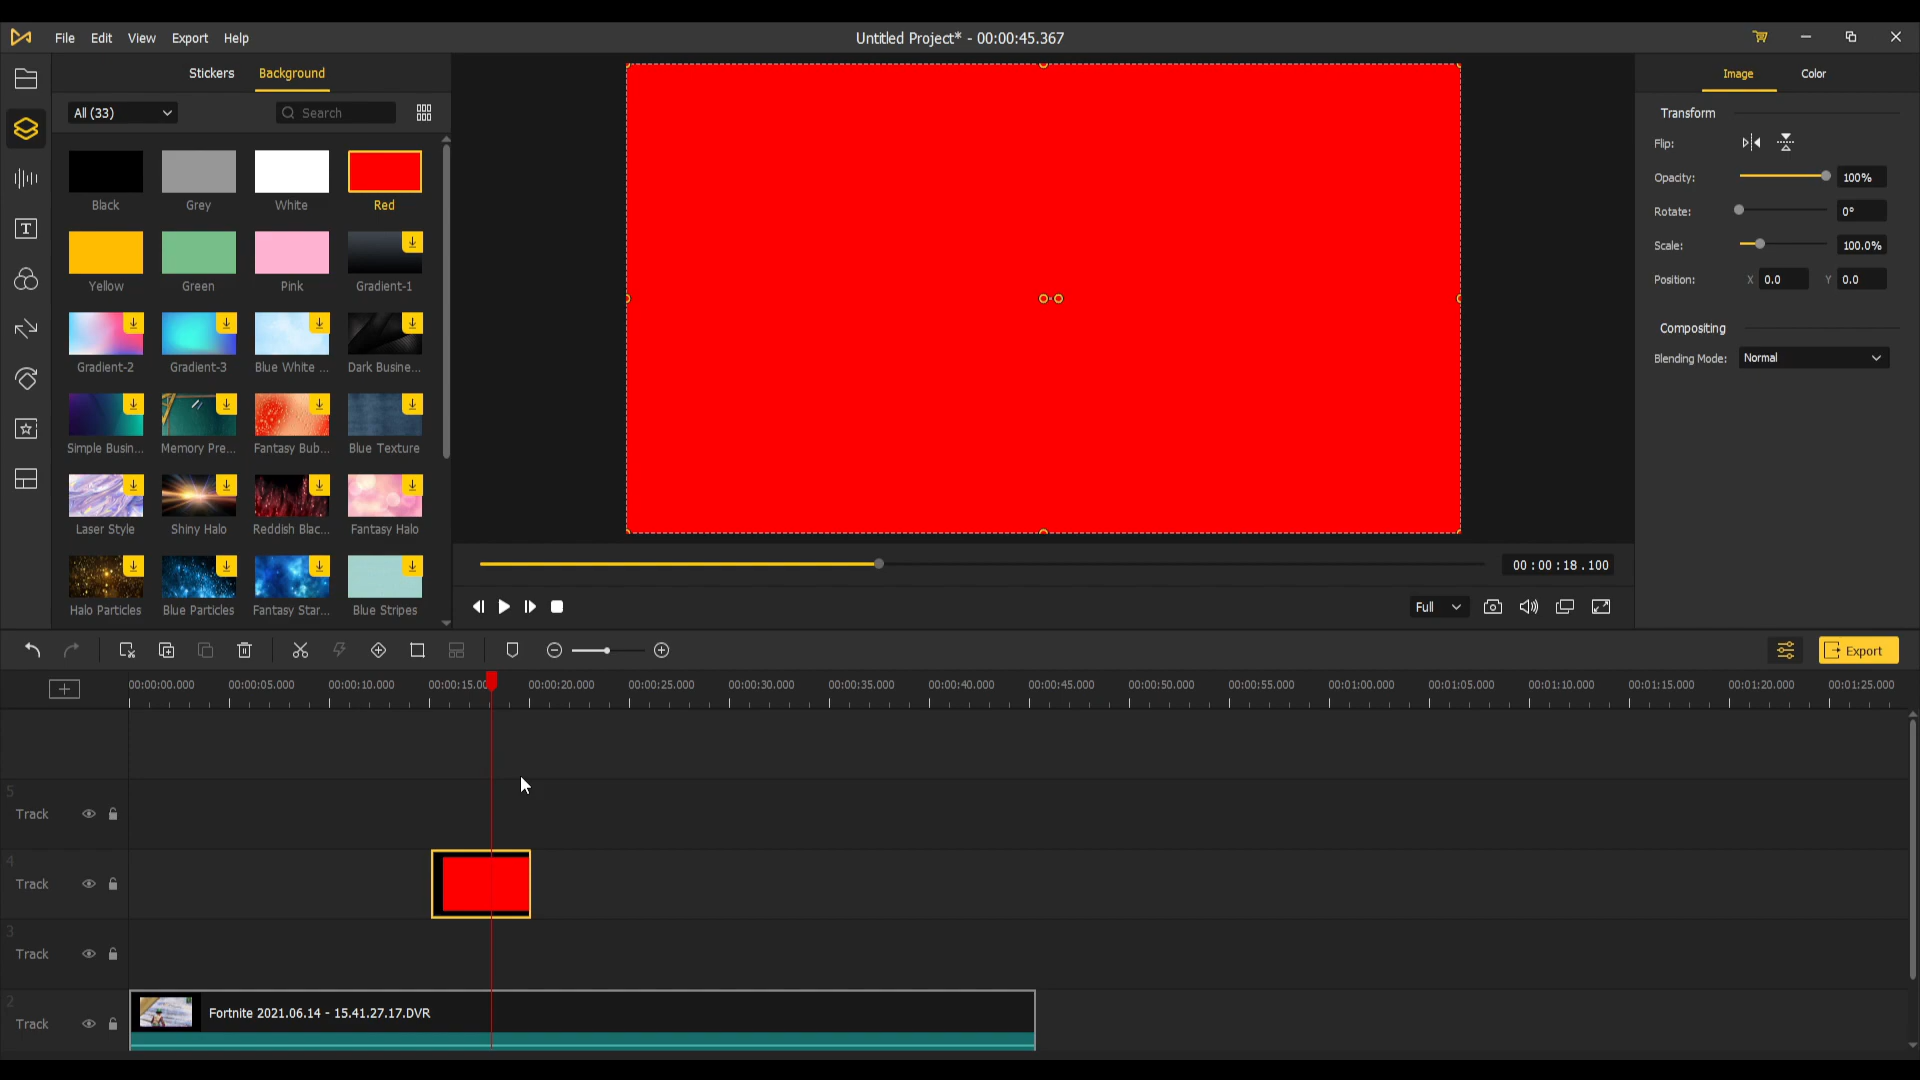 File Edit View Export Help
Untitled Project* - 00:00:45.367
Stickers Background
All (33)
Search
Black Grey White Red
Yellow Green Pink Gradient-1
Gradient-2 Gradient-3 Blue White ... Dark Busine...
Simple Busin... Memory Pre... Fantasy Bub... Blue Texture
Laser Style Shiny Halo Reddish Blac... Fantasy Halo
Halo Particles Blue Particles Fantasy Star... Blue Stripes
Image Color
Transform
Flip:
Opacity: 100%
Rotate: 0°
Scale: 100.0%
Position: X 0.0 Y 0.0
Compositing
Blending Mode: Normal
00:00:18.100
Full
Export
00:00:00.000 00:00:05.000 00:00:10.000 00:00:15.00 00:00:20.000 00:00:25.000 00:00:30.000 00:00:35.000 00:00:40.000 00:00:45.000 00:00:50.000 00:00:55.000 00:01:00.000 00:01:05.000 00:01:10.000 00:01:15.000 00:01:20.000 00:01:25.000
5
Track
4
Track
3
Track
2
Track
Fortnite 2021.06.14 - 15.41.27.17.DVR